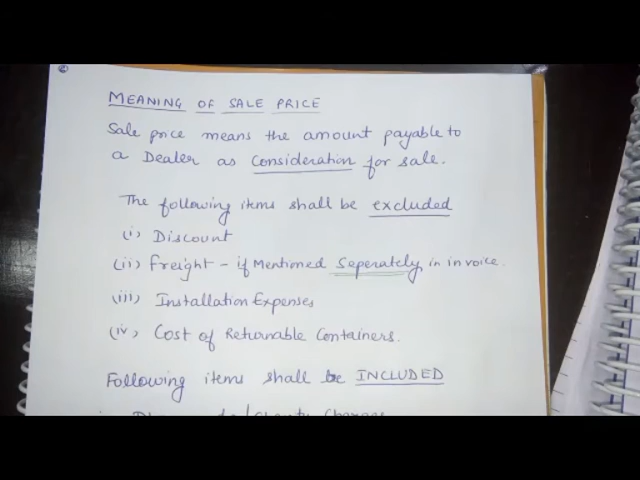 MEANING OF SALE PRICE
Sale price means the amount payable to
a Dealer as Consideration for sale.
The following items shall be excluded
(i) Discount
(ii) Freight - if Mentioned Seperately in invoice.
(iii) Installation Expenses
(iv) Cost of Returnable Containers.
Following items shall be INCLUDED
Charges